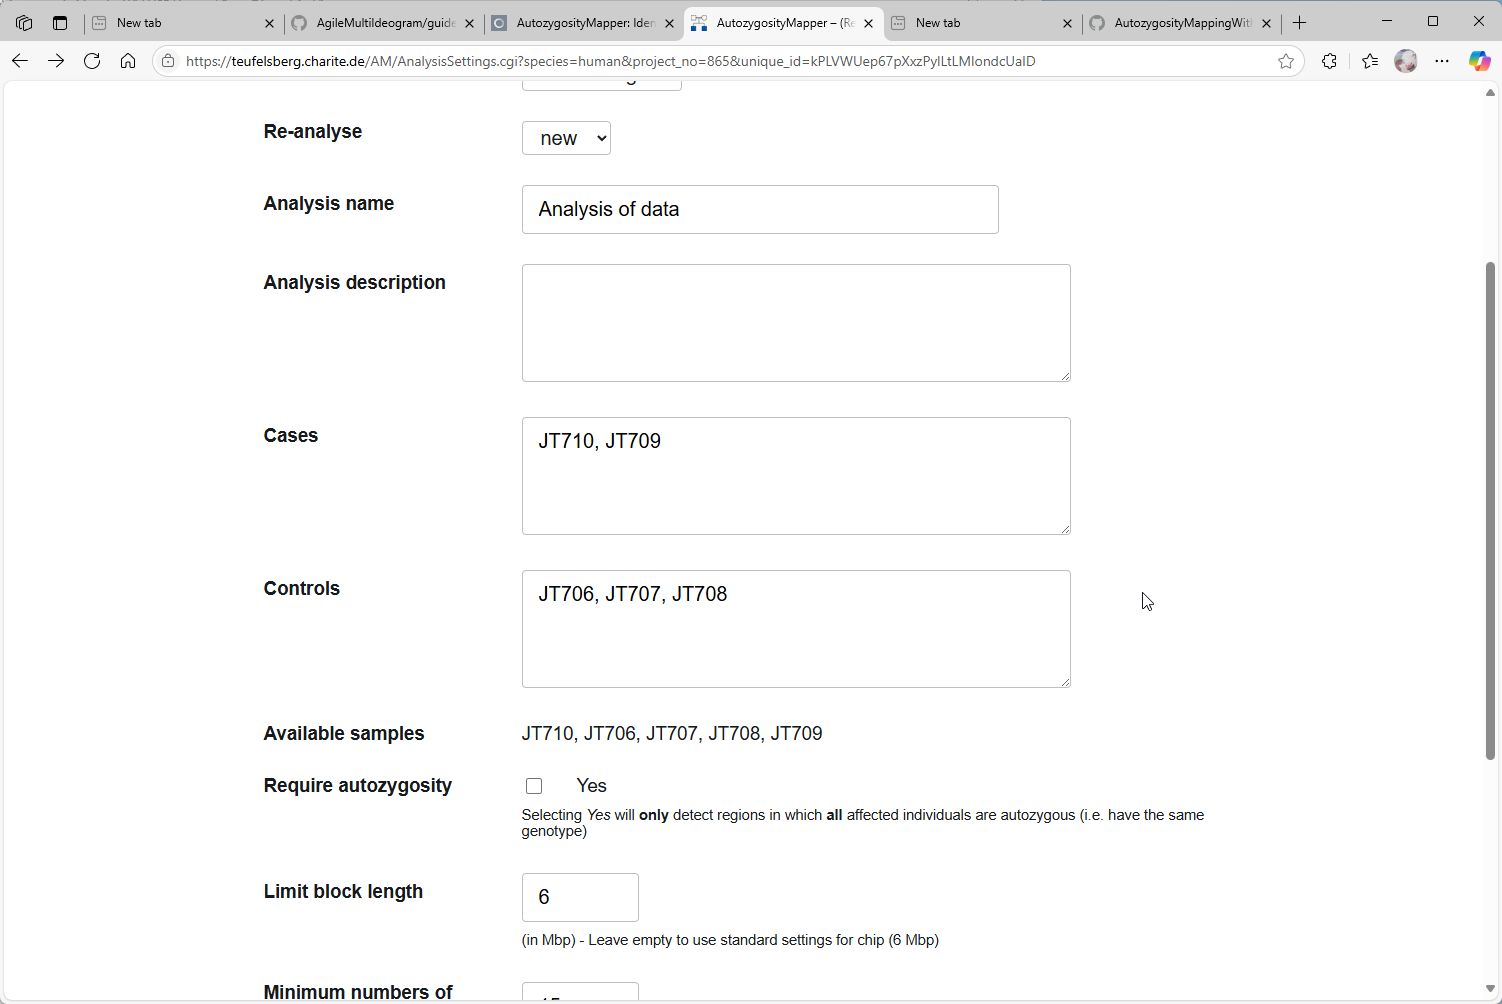 New tab
AgileMultiIdeogram/guide
AutozygosityMapper: Iden
AutozygosityMapper – (Re
New tab
AutozygosityMappingWit
https://teufelsberg.charite.de/AM/AnalysisSettings.cgi?species=human&project_no=865&unique_id=kPLVWUep67pXxzPylLtLMIondcUaID
Re-analyse
new
Analysis name
Analysis of data
Analysis description
Cases
JT710, JT709
Controls
JT706, JT707, JT708
Available samples
JT710, JT706, JT707, JT708, JT709
Require autozygosity
Yes
Selecting Yes will only detect regions in which all affected individuals are autozygous (i.e. have the same
genotype)
Limit block length
6
(in Mbp) - Leave empty to use standard settings for chip (6 Mbp)
Minimum numbers of